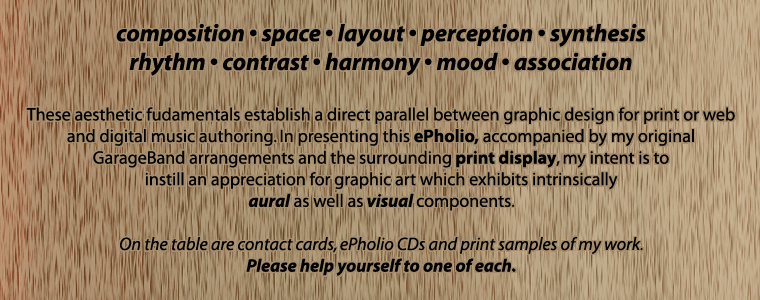 composition • space • layout • perception • synthesis
rhythm • contrast • harmony • mood • association
These aesthetic fudamentals establish a direct parallel between graphic design for print or web
and digital music authoring. In presenting this ePholio, accompanied by my original
GarageBand arrangements and the surrounding print display, my intent is to
instill an appreciation for graphic art which exhibits intrinsically
aural as well as visual components.
On the table are contact cards, ePholio CDs and print samples of my work.
Please help yourself to one of each.